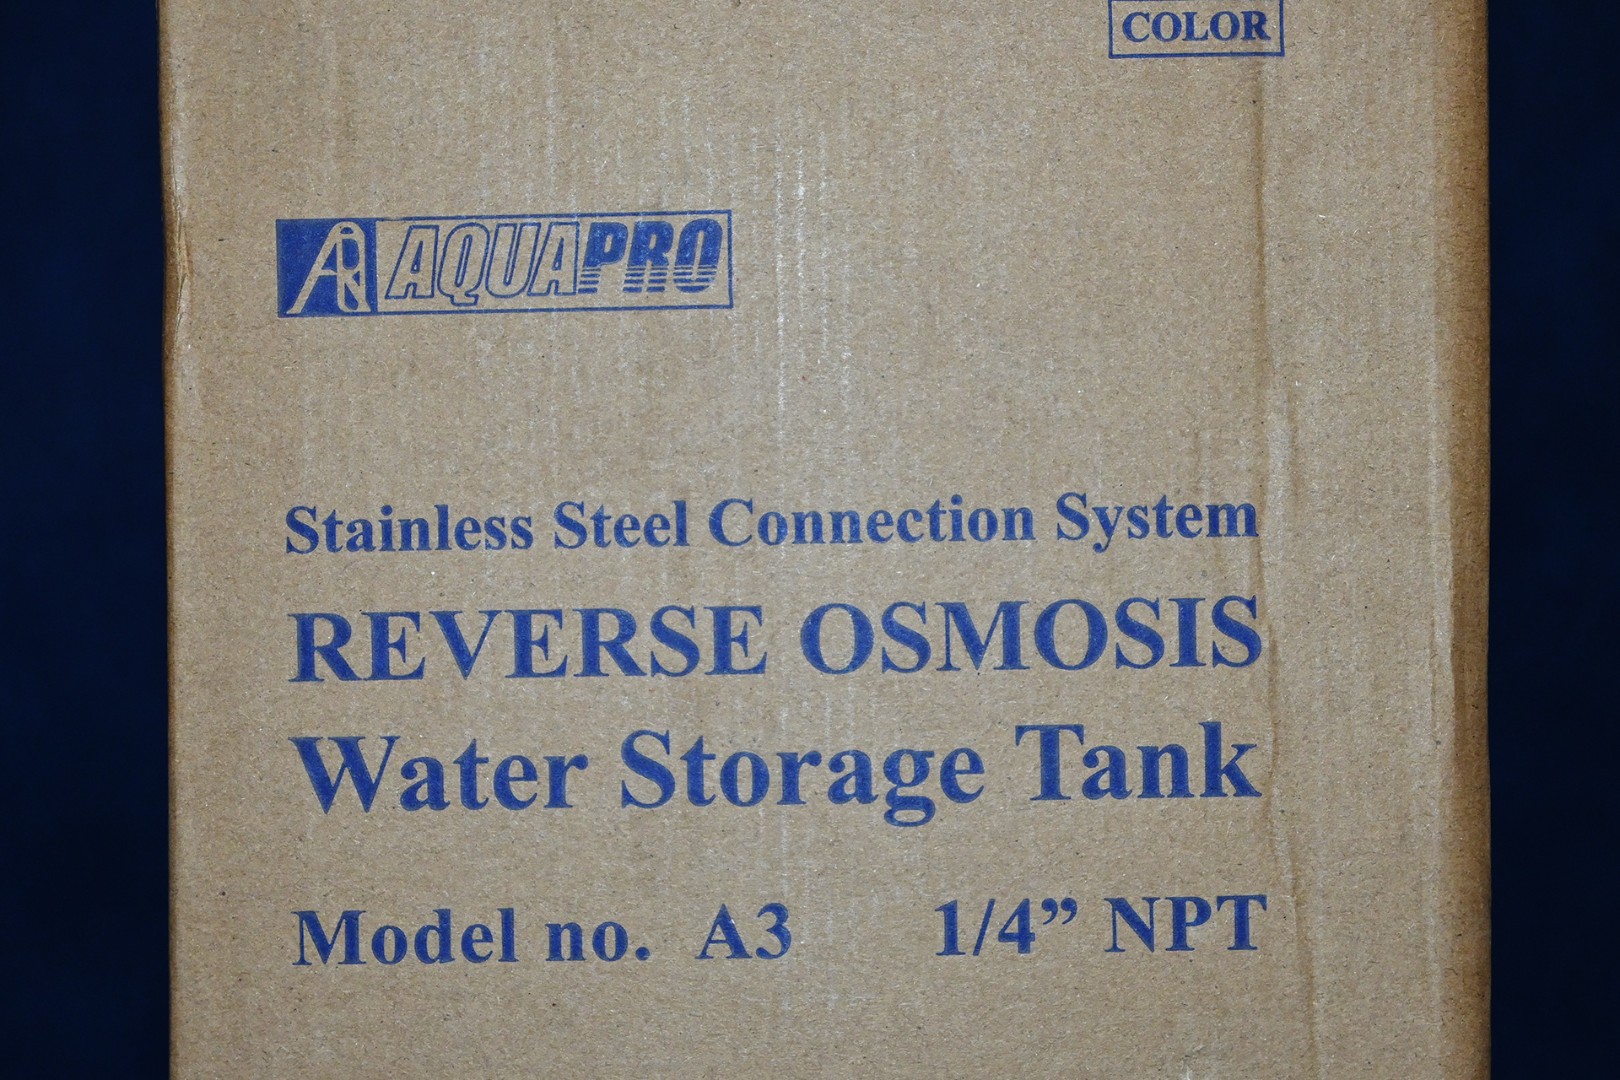 COLOR
AQUAPRO
Stainless Steel Connection System
REVERSE OSMOSIS
Water Storage Tank
Model no. A3 1/4” NPT